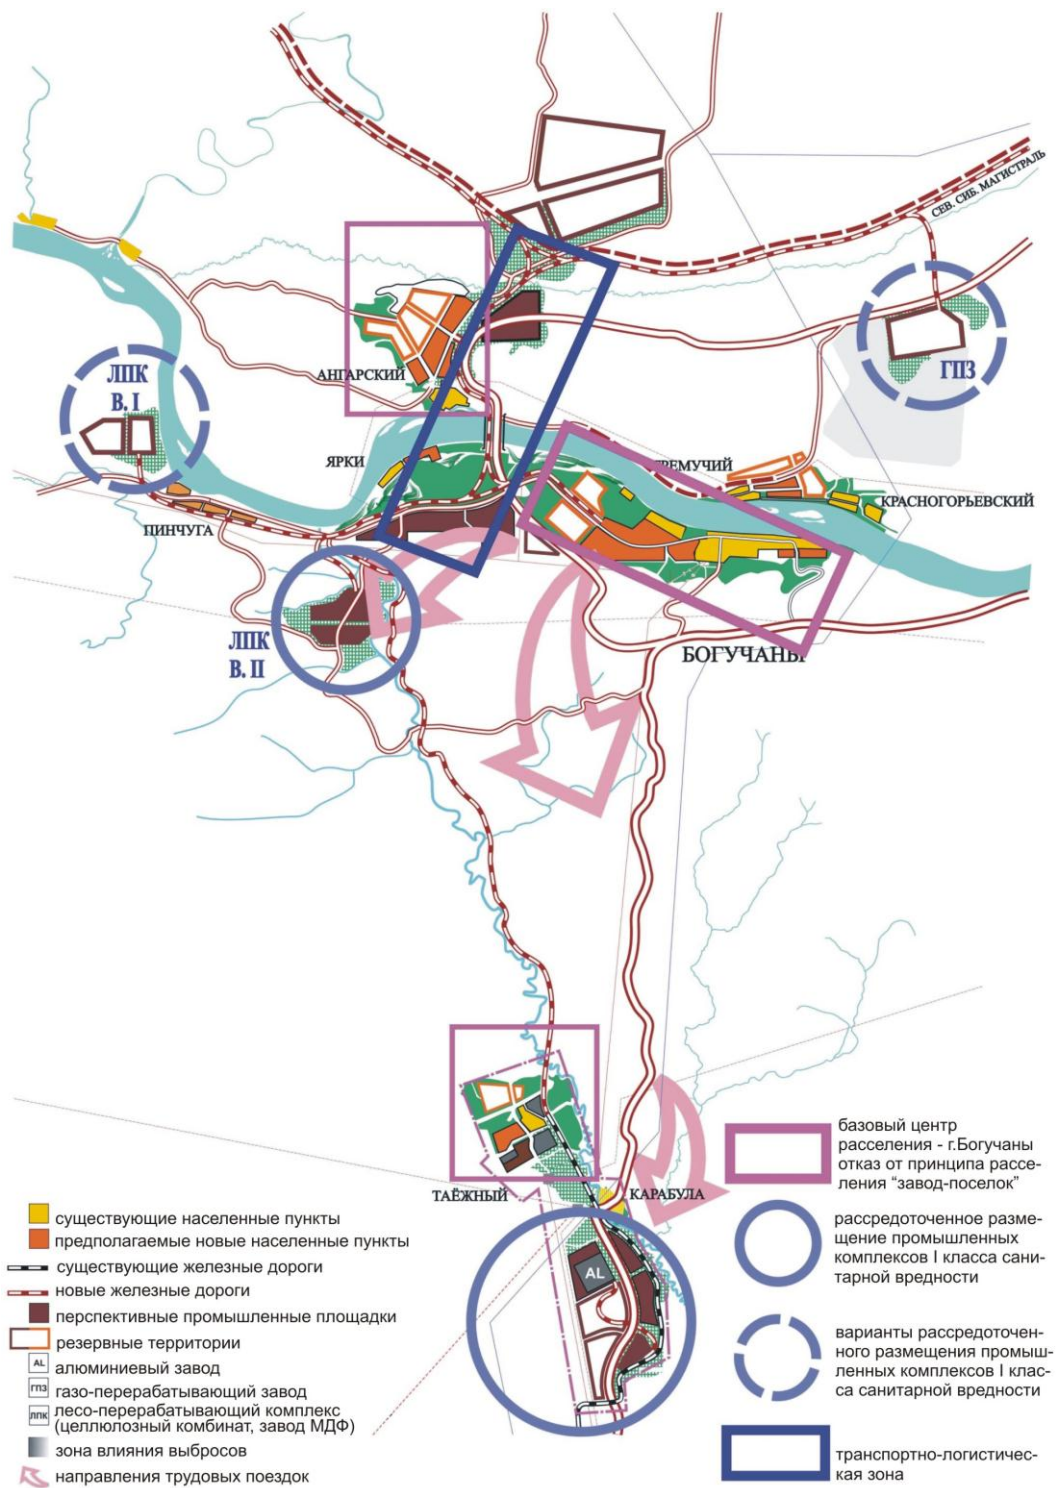 СЕВ. СИБ. МАГИСТРАЛЬ
ЛПК
В. I
АНГАРСКИЙ
ГПЗ
ЯРКИ
ГРЕМУЧИЙ
КРАСНОГОРЬЕВСКИЙ
ПИНЧУГА
ЛПК
В. II
БОГУЧАНЫ
ТАЁЖНЫЙ
КАРАБУЛА
AL
существующие населенные пункты
предполагаемые новые населенные пункты
существующие железные дороги
новые железные дороги
перспективные промышленные площадки
резервные территории
AL алюминиевый завод
ГПЗ газо-перерабатывающий завод
ЛПК лесо-перерабатывающий комплекс
(целлюлозный комбинат, завод МДФ)
зона влияния выбросов
направления трудовых поездок
базовый центр
расселения - г.Богучаны
отказ от принципа рассе-
ления “завод-поселок”
рассредоточенное разме-
щение промышленных
комплексов I класса сани-
тарной вредности
варианты рассредоточен-
ного размещения промыш-
ленных комплексов I клас-
са санитарной вредности
транспортно-логистичес-
кая зона